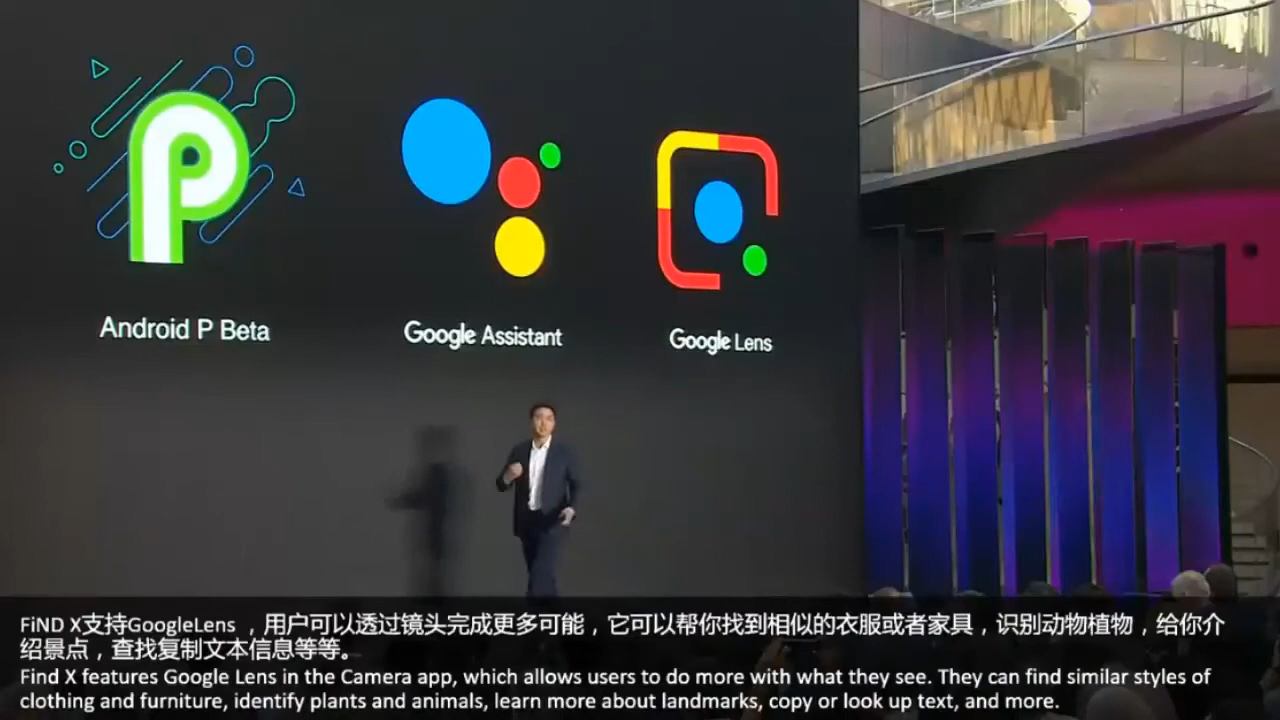 Android P Beta
Google Assistant
Google Lens
FiND X支持GoogleLens ，用户可以透过镜头完成更多可能，它可以帮你找到相似的衣服或者家具，识别动物植物，给你介
绍景点，查找复制文本信息等等。
Find X features Google Lens in the Camera app, which allows users to do more with what they see. They can find similar styles of
clothing and furniture, identify plants and animals, learn more about landmarks, copy or look up text, and more.